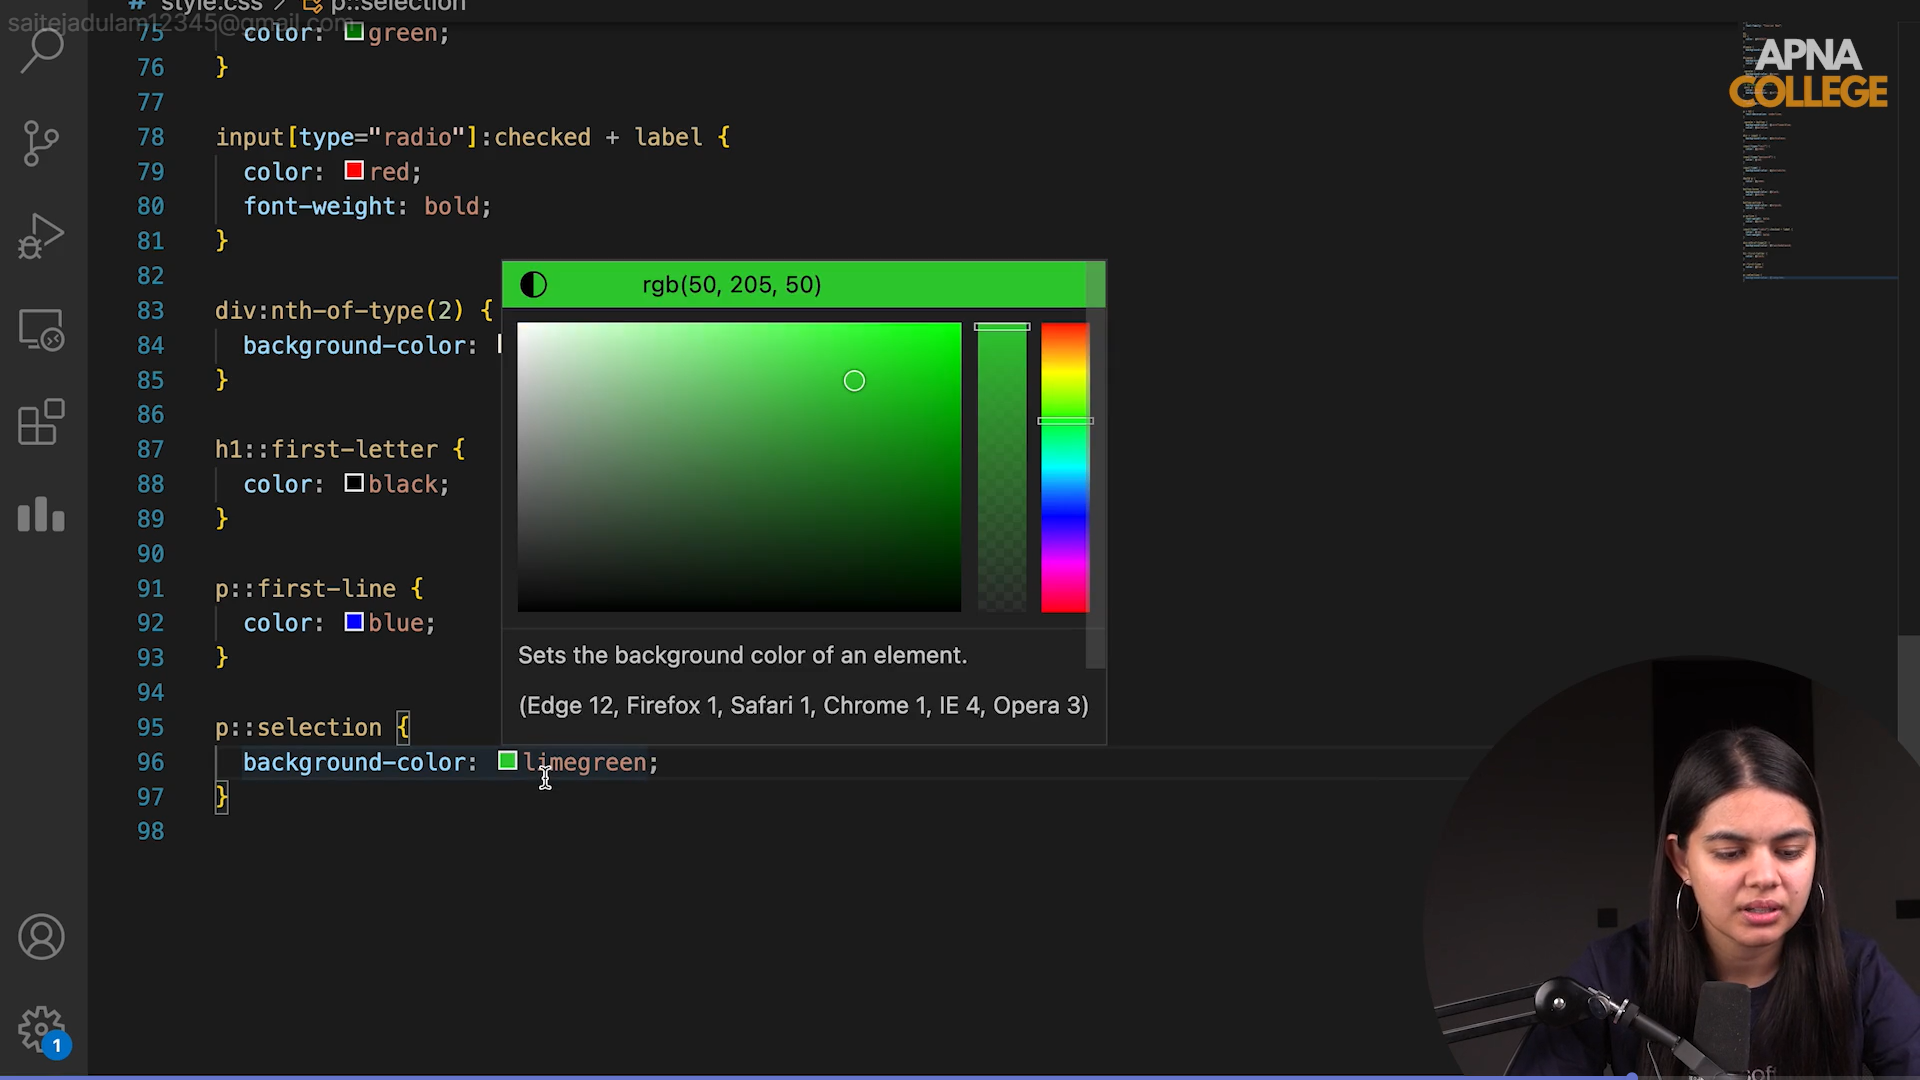 # style.css > p::selection
saitejadulam12345@gmail.com
75 color: green;
76 }
77
78 input[type="radio"]:checked + label {
79 color: red;
80 font-weight: bold;
81 }
82
83 div:nth-of-type(2) {
84 background-color:
85 }
86
87 h1::first-letter {
88 color: black;
89 }
90
91 p::first-line {
92 color: blue;
93 }
94
95 p::selection {
96 background-color: limegreen;
97 }
98
rgb(50, 205, 50)
Sets the background color of an element.
(Edge 12, Firefox 1, Safari 1, Chrome 1, IE 4, Opera 3)
APNA
COLLEGE
1